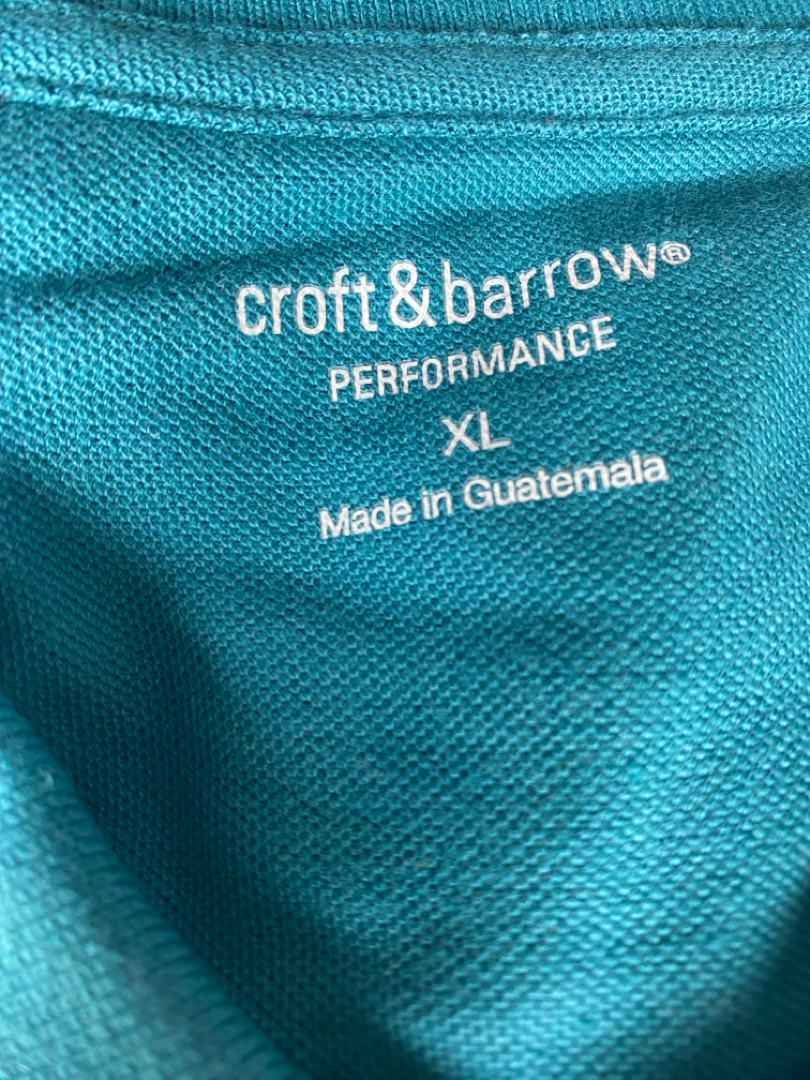 croft&barrow®
PERFORMANCE
XL
Made in Guatemala